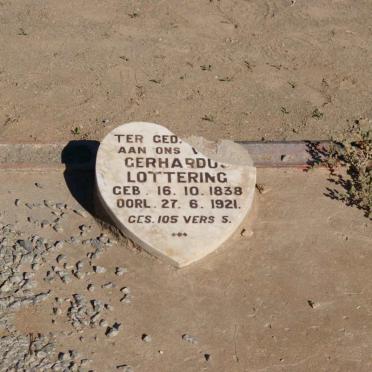 TER GED.
AAN ONS
GERHARDUS
LOTTERING
GEB. 16. 10. 1838
OORL. 27. 6. 1921.
GES. 105 VERS 5.